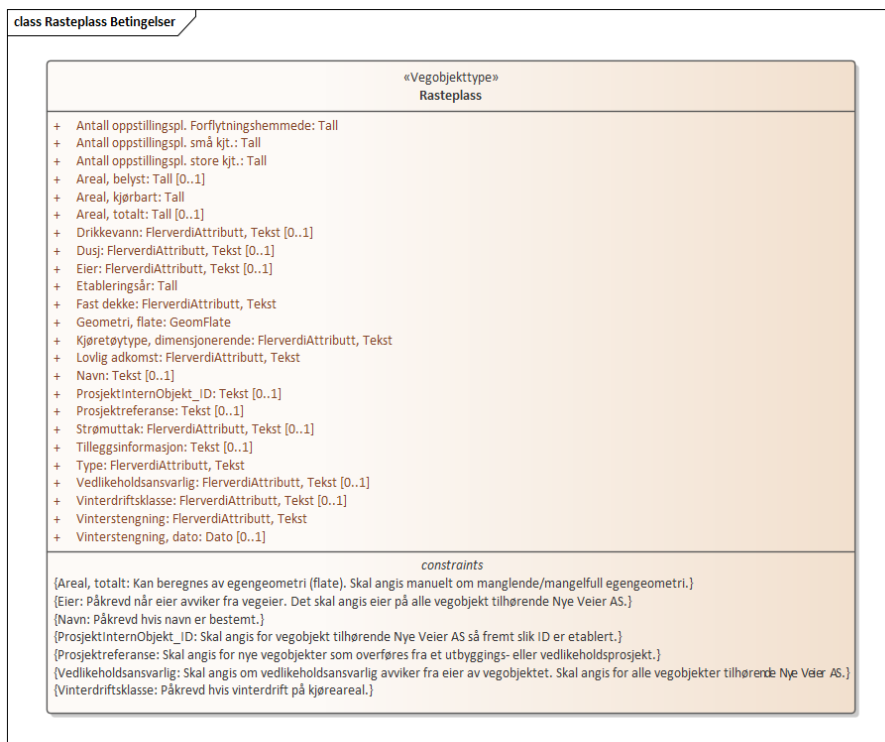 class Rasteplass Betingelser
«Vegobjekttype»
Rasteplass
+ Antall oppstillingspl. Forflytningshemmede: Tall
+ Antall oppstillingspl. små kjt.: Tall
+ Antall oppstillingspl. store kjt.: Tall
+ Areal, belyst: Tall [0..1]
+ Areal, kjørbart: Tall
+ Areal, totalt: Tall [0..1]
+ Drikkevann: FlerverdiAttributt, Tekst [0..1]
+ Dusj: FlerverdiAttributt, Tekst [0..1]
+ Eier: FlerverdiAttributt, Tekst [0..1]
+ Etableringsår: Tall
+ Fast dekke: FlerverdiAttributt, Tekst
+ Geometri, flate: GeomFlate
+ Kjøretøytype, dimensjonerende: FlerverdiAttributt, Tekst
+ Lovlig adkomst: FlerverdiAttributt, Tekst
+ Navn: Tekst [0..1]
+ ProsjektInternObjekt_ID: Tekst [0..1]
+ Prosjektreferanse: Tekst [0..1]
+ Strømuttak: FlerverdiAttributt, Tekst [0..1]
+ Tilleggsinformasjon: Tekst [0..1]
+ Type: FlerverdiAttributt, Tekst
+ Vedlikeholdsansvarlig: FlerverdiAttributt, Tekst [0..1]
+ Vinterdriftsklasse: FlerverdiAttributt, Tekst [0..1]
+ Vinterstengning: FlerverdiAttributt, Tekst
+ Vinterstengning, dato: Dato [0..1]
constraints
{Areal, totalt: Kan beregnes av egengeometri (flate). Skal angis manuelt om manglende/mangelfull egengeometri.}
{Eier: Påkrevd når eier avviker fra vegeier. Det skal angis eier på alle vegobjekt tilhørende Nye Veier AS.}
{Navn: Påkrevd hvis navn er bestemt.}
{ProsjektInternObjekt_ID: Skal angis for vegobjekt tilhørende Nye Veier AS så fremt slik ID er etablert.}
{Prosjektreferanse: Skal angis for nye vegobjekter som overføres fra et utbyggings- eller vedlikeholdsprosjekt.}
{Vedlikeholdsansvarlig: Skal angis om vedlikeholdsansvarlig avviker fra eier av vegobjektet. Skal angis for alle vegobjekter tilhørende Nye Veier AS.}
{Vinterdriftsklasse: Påkrevd hvis vinterdrift på kjøreareal.}